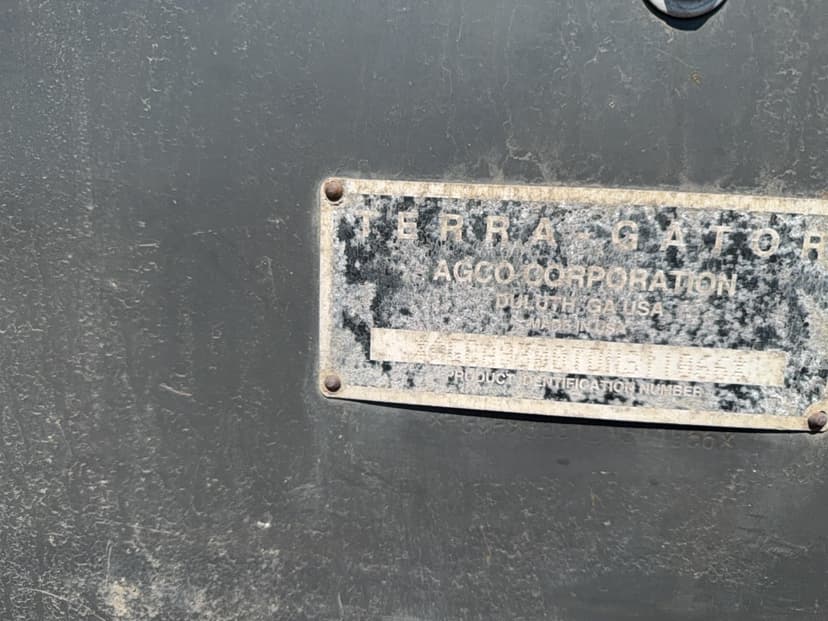 TERRA-GATOR
AGCO CORPORATION
DULUTH, GA USA
MADE IN USA
PRODUCT IDENTIFICATION NUMBER